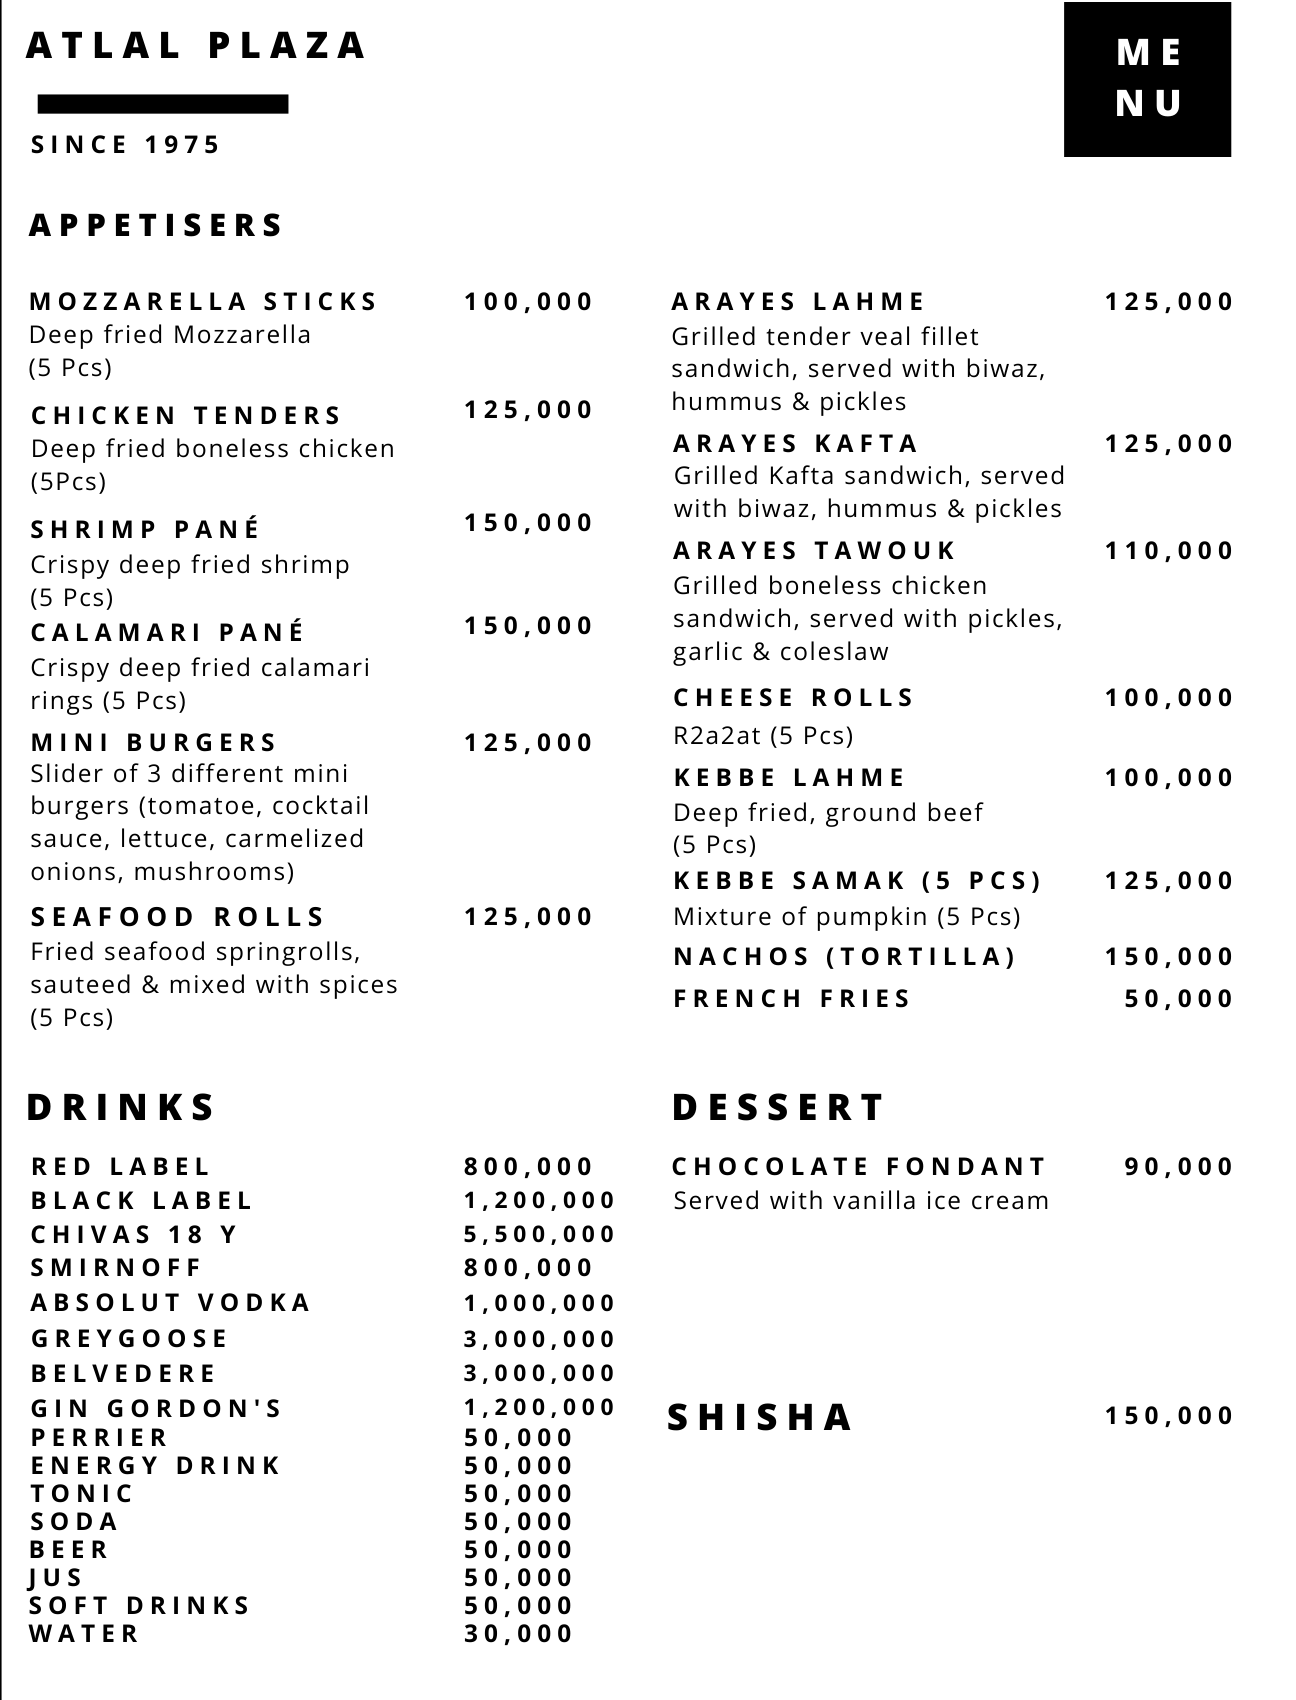 ATLAL PLAZA
ME
NU
SINCE 1975
APPETISERS
MOZZARELLA STICKS 100,000
Deep fried Mozzarella
(5 Pcs)
CHICKEN TENDERS 125,000
Deep fried boneless chicken
(5Pcs)
SHRIMP PANÉ 150,000
Crispy deep fried shrimp
(5 Pcs)
CALAMARI PANÉ 150,000
Crispy deep fried calamari
rings (5 Pcs)
MINI BURGERS 125,000
Slider of 3 different mini
burgers (tomatoe, cocktail
sauce, lettuce, carmelized
onions, mushrooms)
SEAFOOD ROLLS 125,000
Fried seafood springrolls,
sauteed & mixed with spices
(5 Pcs)
ARAYES LAHME 125,000
Grilled tender veal fillet
sandwich, served with biwaz,
hummus & pickles
ARAYES KAFTA 125,000
Grilled Kafta sandwich, served
with biwaz, hummus & pickles
ARAYES TAWOUK 110,000
Grilled boneless chicken
sandwich, served with pickles,
garlic & coleslaw
CHEESE ROLLS 100,000
R2a2at (5 Pcs)
KEBBE LAHME 100,000
Deep fried, ground beef
(5 Pcs)
KEBBE SAMAK (5 PCS) 125,000
Mixture of pumpkin (5 Pcs)
NACHOS (TORTILLA) 150,000
FRENCH FRIES 50,000
DRINKS
RED LABEL 800,000
BLACK LABEL 1,200,000
CHIVAS 18 Y 5,500,000
SMIRNOFF 800,000
ABSOLUT VODKA 1,000,000
GREYGOOSE 3,000,000
BELVEDERE 3,000,000
GIN GORDON'S 1,200,000
PERRIER 50,000
ENERGY DRINK 50,000
TONIC 50,000
SODA 50,000
BEER 50,000
JUS 50,000
SOFT DRINKS 50,000
WATER 30,000
DESSERT
CHOCOLATE FONDANT 90,000
Served with vanilla ice cream
SHISHA 150,000